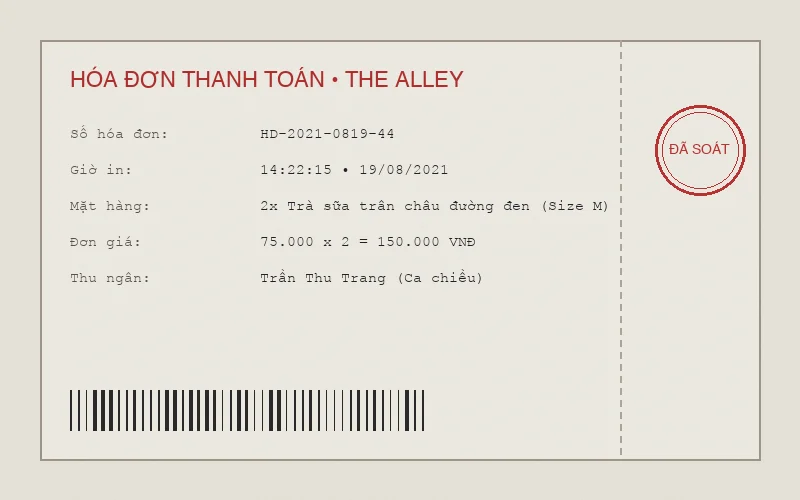 HÓA ĐƠN THANH TOÁN • THE ALLEY
Số hóa đơn: HD-2021-0819-44
Giờ in: 14:22:15 • 19/08/2021
Mặt hàng: 2x Trà sữa trân châu đường đen (Size M)
Đơn giá: 75.000 x 2 = 150.000 VNĐ
Thu ngân: Trần Thu Trang (Ca chiều)
ĐÃ SOÁT